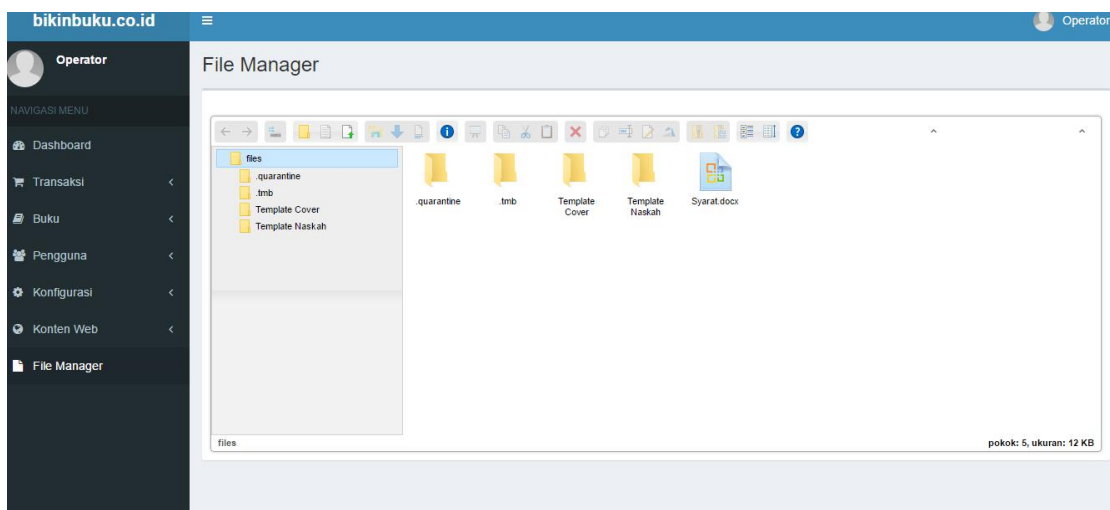 bikinbuku.co.id
Operator
Operator
NAVIGASI MENU
Dashboard
Transaksi
Buku
Pengguna
Konfigurasi
Konten Web
File Manager
File Manager
files
.quarantine
.tmb
Template Cover
Template Naskah
.quarantine
.tmb
Template
Cover
Template
Naskah
Syarat.docx
files
pokok: 5, ukuran: 12 KB